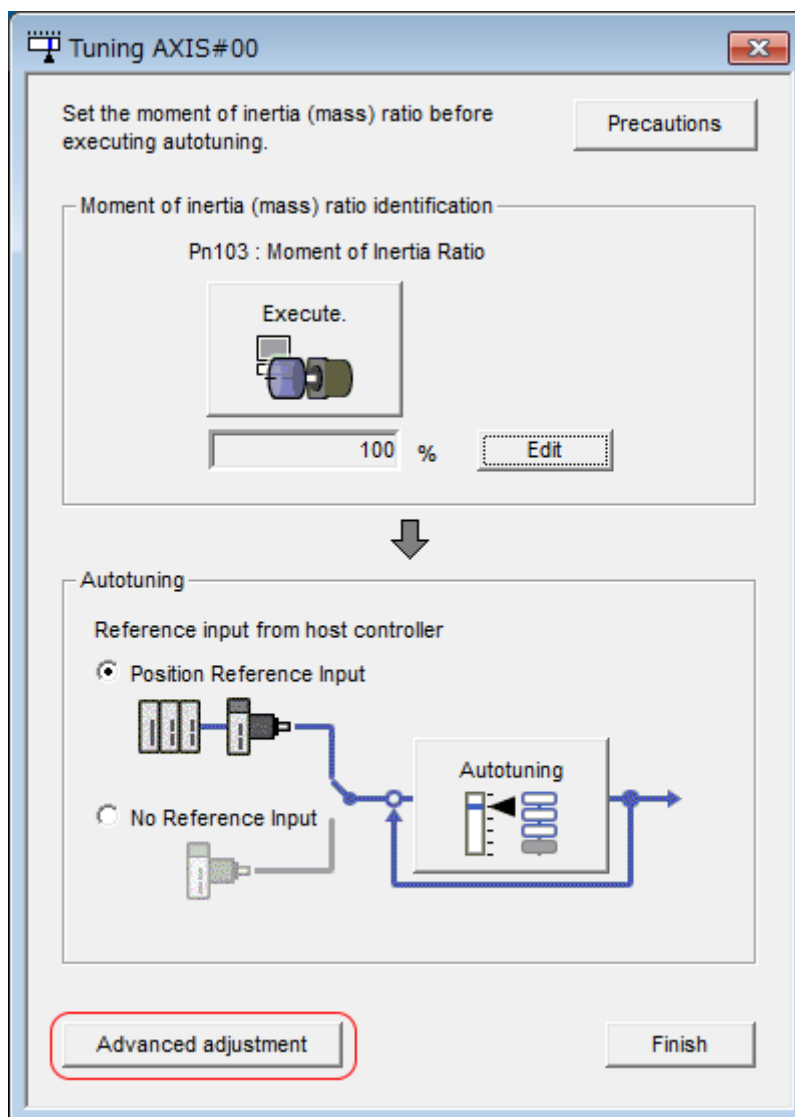 Tuning AXIS#00
Set the moment of inertia (mass) ratio before
executing autotuning.
Precautions
Moment of inertia (mass) ratio identification
Pn103 : Moment of Inertia Ratio
Execute.
100 %
Edit
Autotuning
Reference input from host controller
Position Reference Input
Autotuning
No Reference Input
Advanced adjustment
Finish